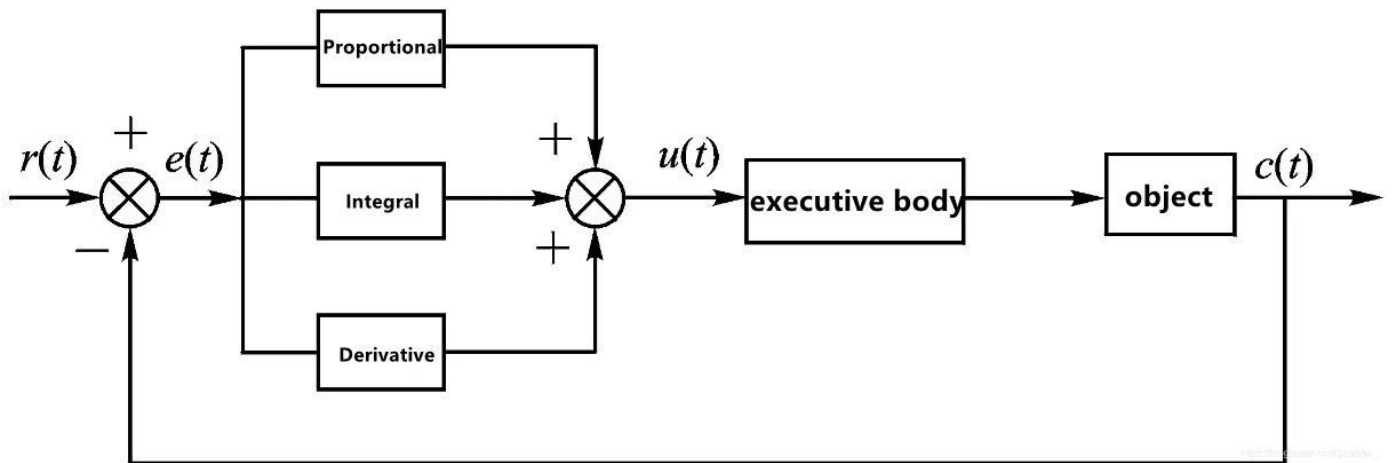 Proportional
+
r(t)
e(t)
+
u(t)
c(t)
Integral
executive body
object
−
+
Derivative